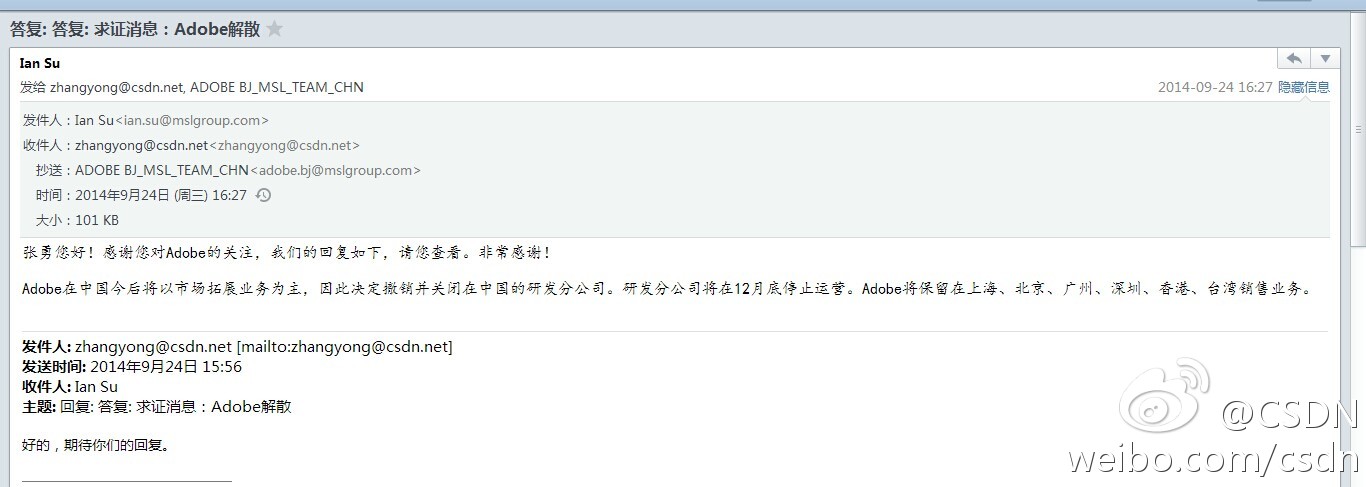 答复: 答复: 求证消息：Adobe解散
Ian Su
发给 zhangyong@csdn.net, ADOBE BJ_MSL_TEAM_CHN
2014-09-24 16:27 隐藏信息
发件人：Ian Su<ian.su@mslgroup.com>
收件人：zhangyong@csdn.net<zhangyong@csdn.net>
抄送：ADOBE BJ_MSL_TEAM_CHN<adobe.bj@mslgroup.com>
时间：2014年9月24日 (周三) 16:27
大小：101 KB
张勇您好！感谢您对Adobe的关注，我们的回复如下，请您查看。非常感谢！
Adobe在中国今后将以市场拓展业务为主，因此决定撤销并关闭在中国的研发分公司。研发分公司将在12月底停止运营。Adobe将保留在上海、北京、广州、深圳、香港、台湾销售业务。
发件人: zhangyong@csdn.net [mailto:zhangyong@csdn.net]
发送时间: 2014年9月24日 15:56
收件人: Ian Su
主题: 回复: 答复: 求证消息：Adobe解散
好的，期待你们的回复。
@CSDN
weibo.com/csdn